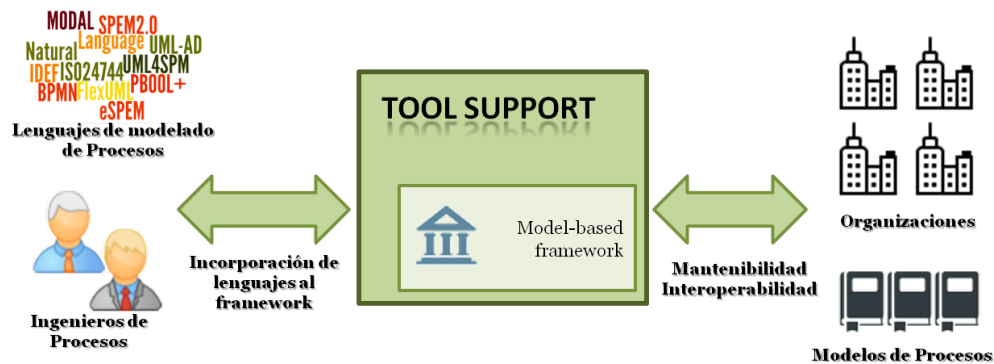 MODAL SPEM2.0
Natural Language UML-AD
IDEF ISO24744 UML4SPM
BPMN FlexUML PBOOL+
eSPEM
Lenguajes de modelado
de Procesos
Ingenieros de
Procesos
Incorporación de
lenguajes al
framework
TOOL SUPPORT
Model-based
framework
Mantenibilidad
Interoperabilidad
Organizaciones
Modelos de Procesos